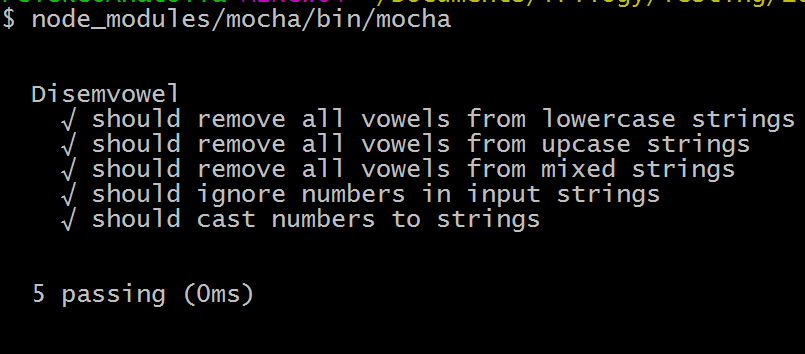 $ node_modules/mocha/bin/mocha
Disemvowel
√ should remove all vowels from lowercase strings
√ should remove all vowels from upcase strings
√ should remove all vowels from mixed strings
√ should ignore numbers in input strings
√ should cast numbers to strings
5 passing (0ms)